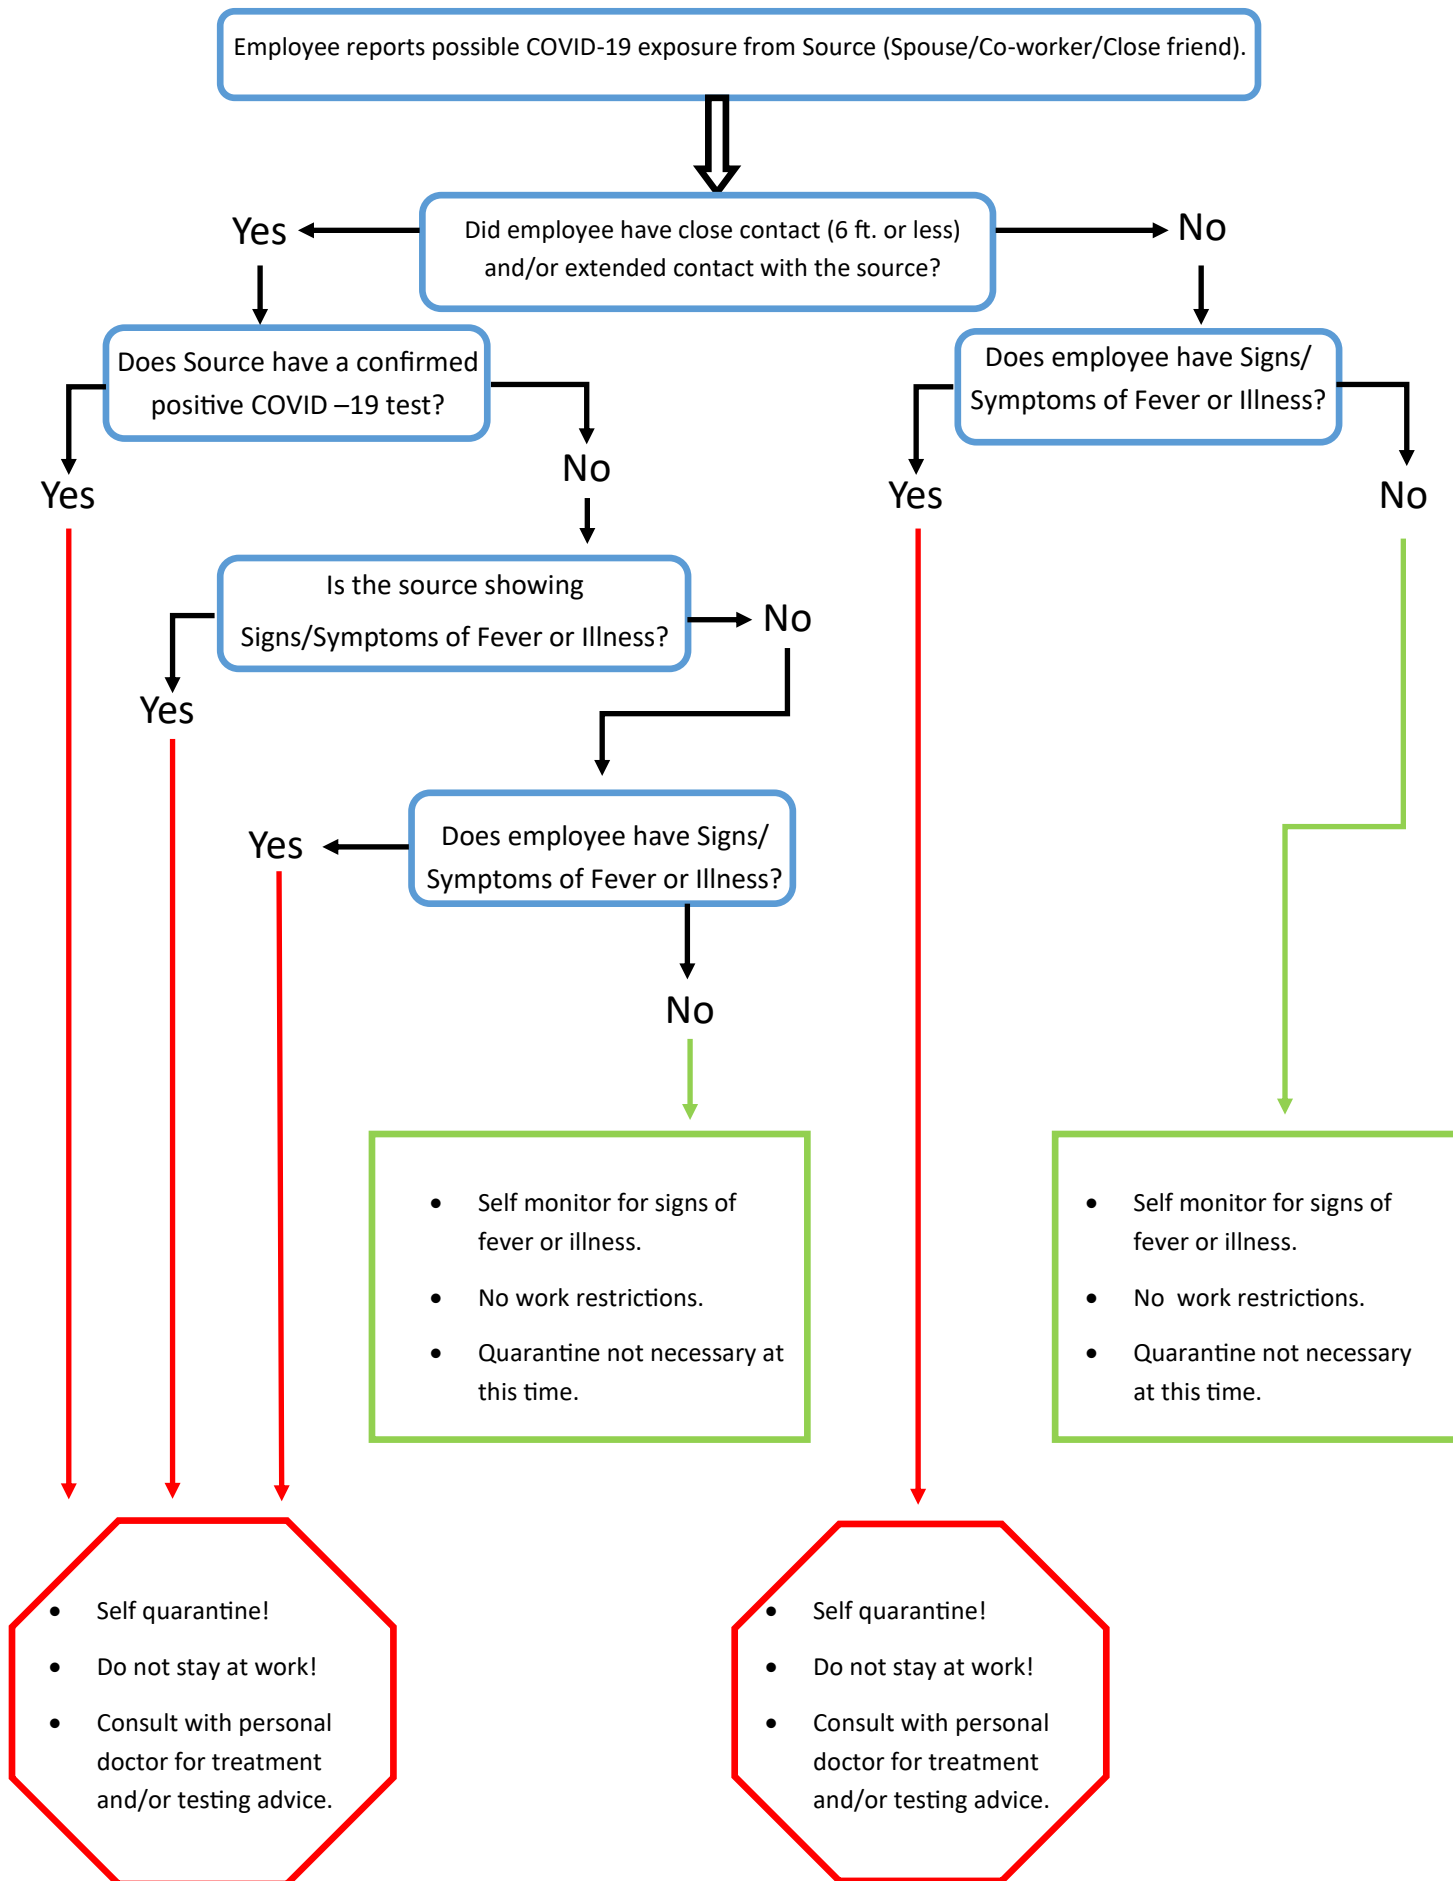 Employee reports possible COVID-19 exposure from Source (Spouse/Co-worker/Close friend).
Did employee have close contact (6 ft. or less)
and/or extended contact with the source?
Yes
No
Does Source have a confirmed
positive COVID –19 test?
Does employee have Signs/
Symptoms of Fever or Illness?
Yes
No
Yes
No
Is the source showing
Signs/Symptoms of Fever or Illness?
Yes
No
Does employee have Signs/
Symptoms of Fever or Illness?
Yes
No
• Self monitor for signs of
fever or illness.
• No work restrictions.
• Quarantine not necessary at
this time.
• Self monitor for signs of
fever or illness.
• No  work restrictions.
• Quarantine not necessary
at this time.
• Self quarantine!
• Do not stay at work!
• Consult with personal
doctor for treatment
and/or testing advice.
• Self quarantine!
• Do not stay at work!
• Consult with personal
doctor for treatment
and/or testing advice.